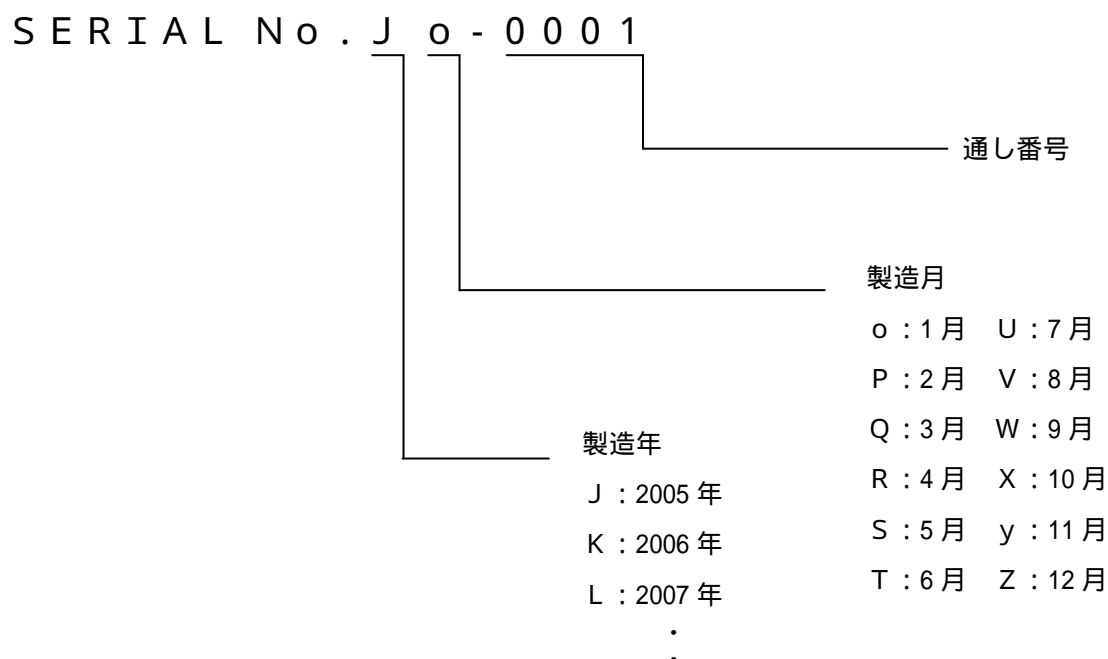 SERIAL No.Jo-0001
通し番号
製造月
o：1月　U：7月
P：2月　V：8月
Q：3月　W：9月
R：4月　X：10月
S：5月　y：11月
T：6月　Z：12月
製造年
J：2005年
K：2006年
L：2007年
・
・